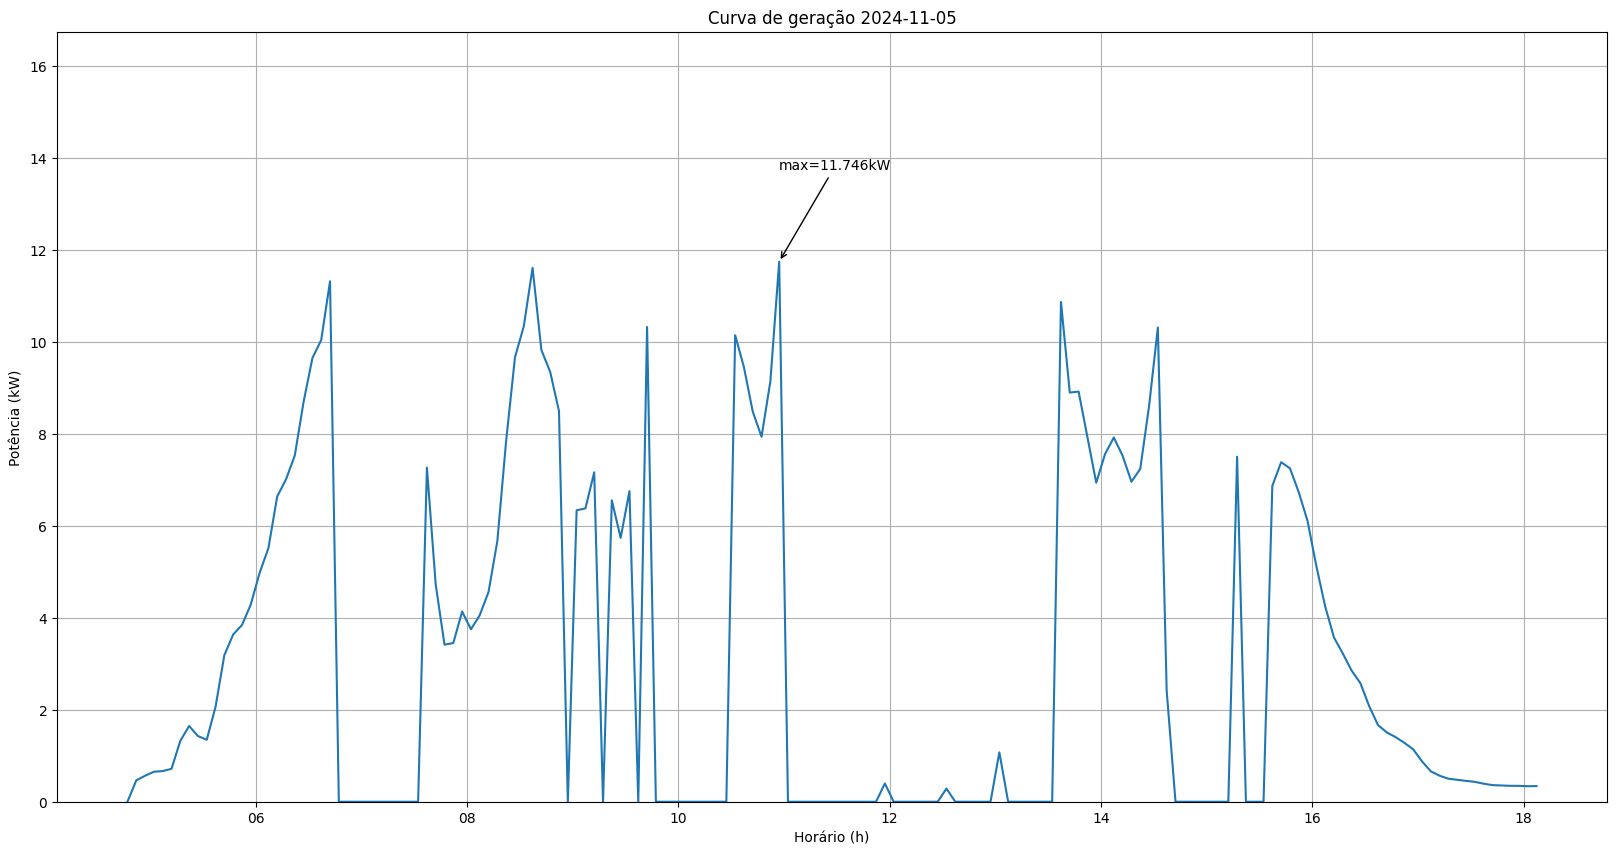 Curva de geração 2024-11-05
16
14
12
10
8
6
4
2
0
Potência (kW)
max=11.746kW
06 08 10 12 14 16 18
Horário (h)